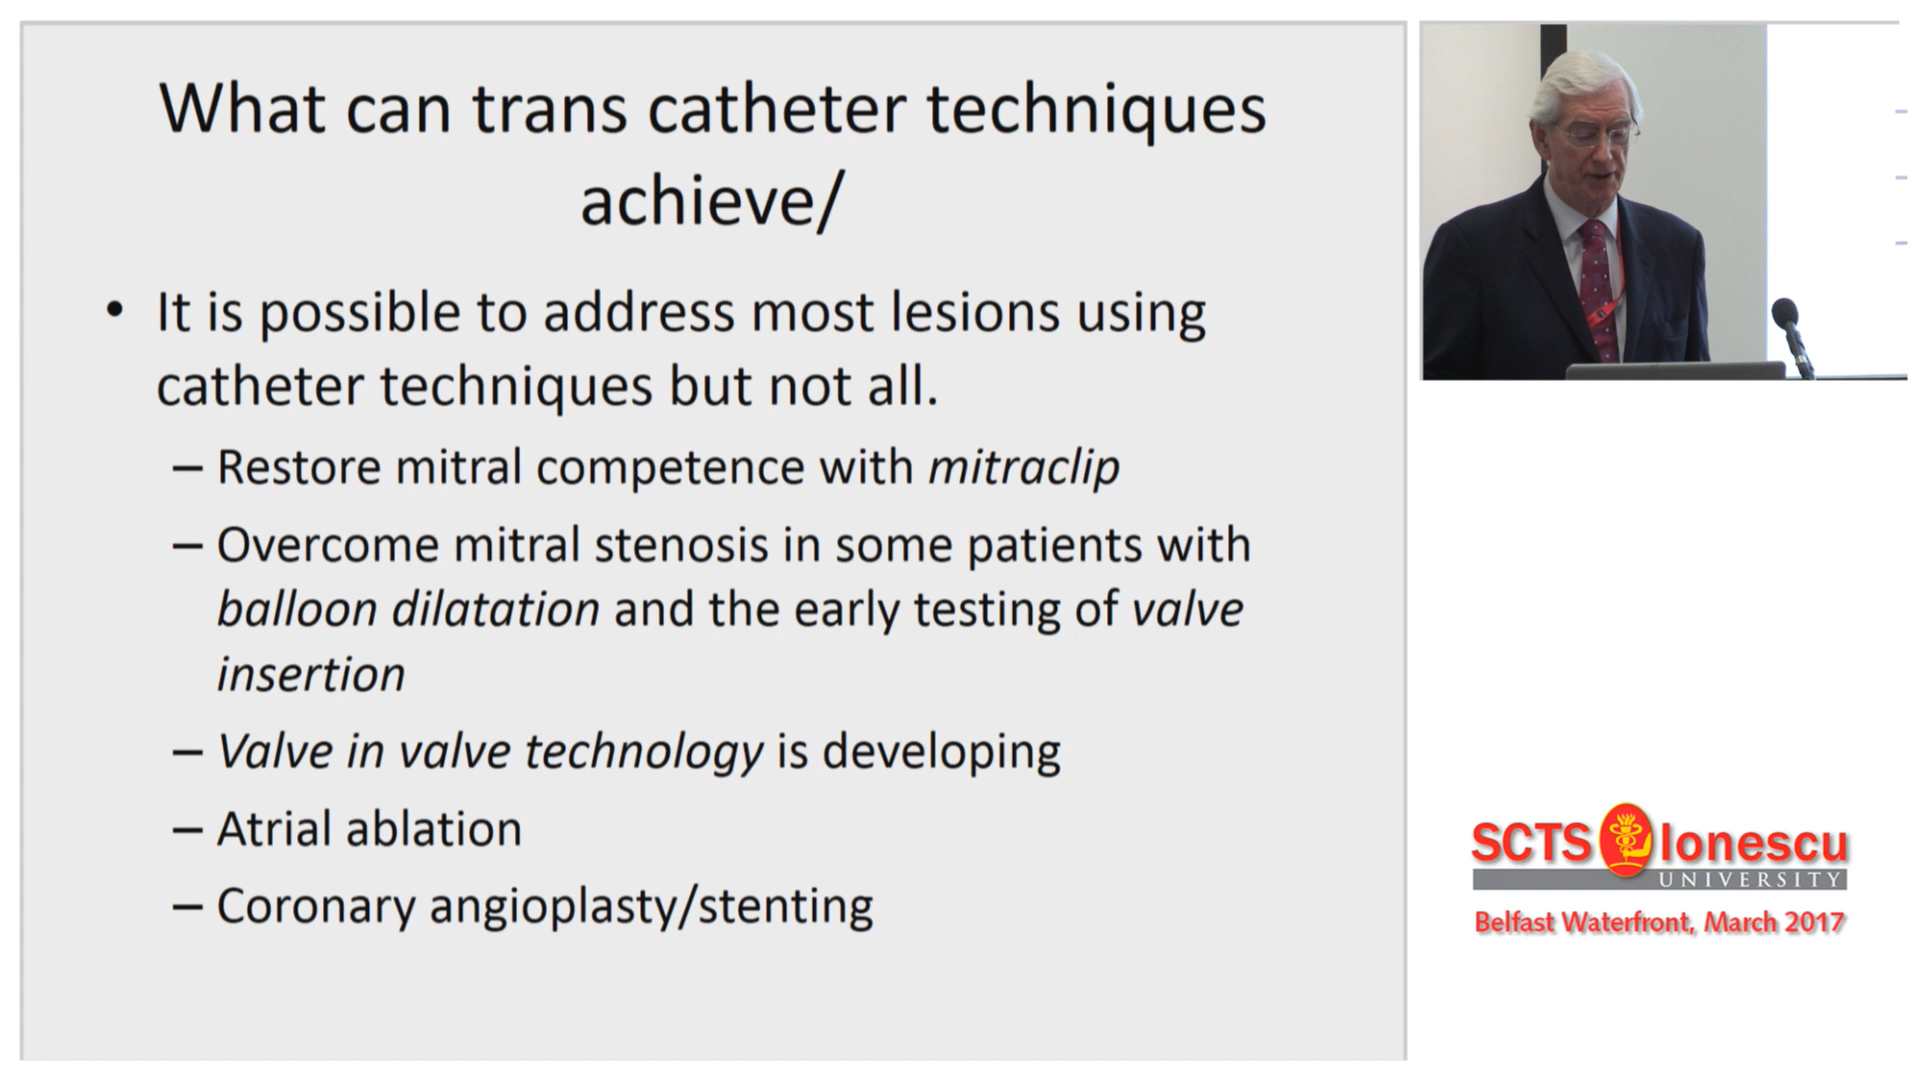 What can trans catheter techniques
achieve/
• It is possible to address most lesions using
catheter techniques but not all.
– Restore mitral competence with mitraclip
– Overcome mitral stenosis in some patients with
balloon dilatation and the early testing of valve
insertion
– Valve in valve technology is developing
– Atrial ablation
– Coronary angioplasty/stenting
SCTS Ionescu
UNIVERSITY
Belfast Waterfront, March 2017